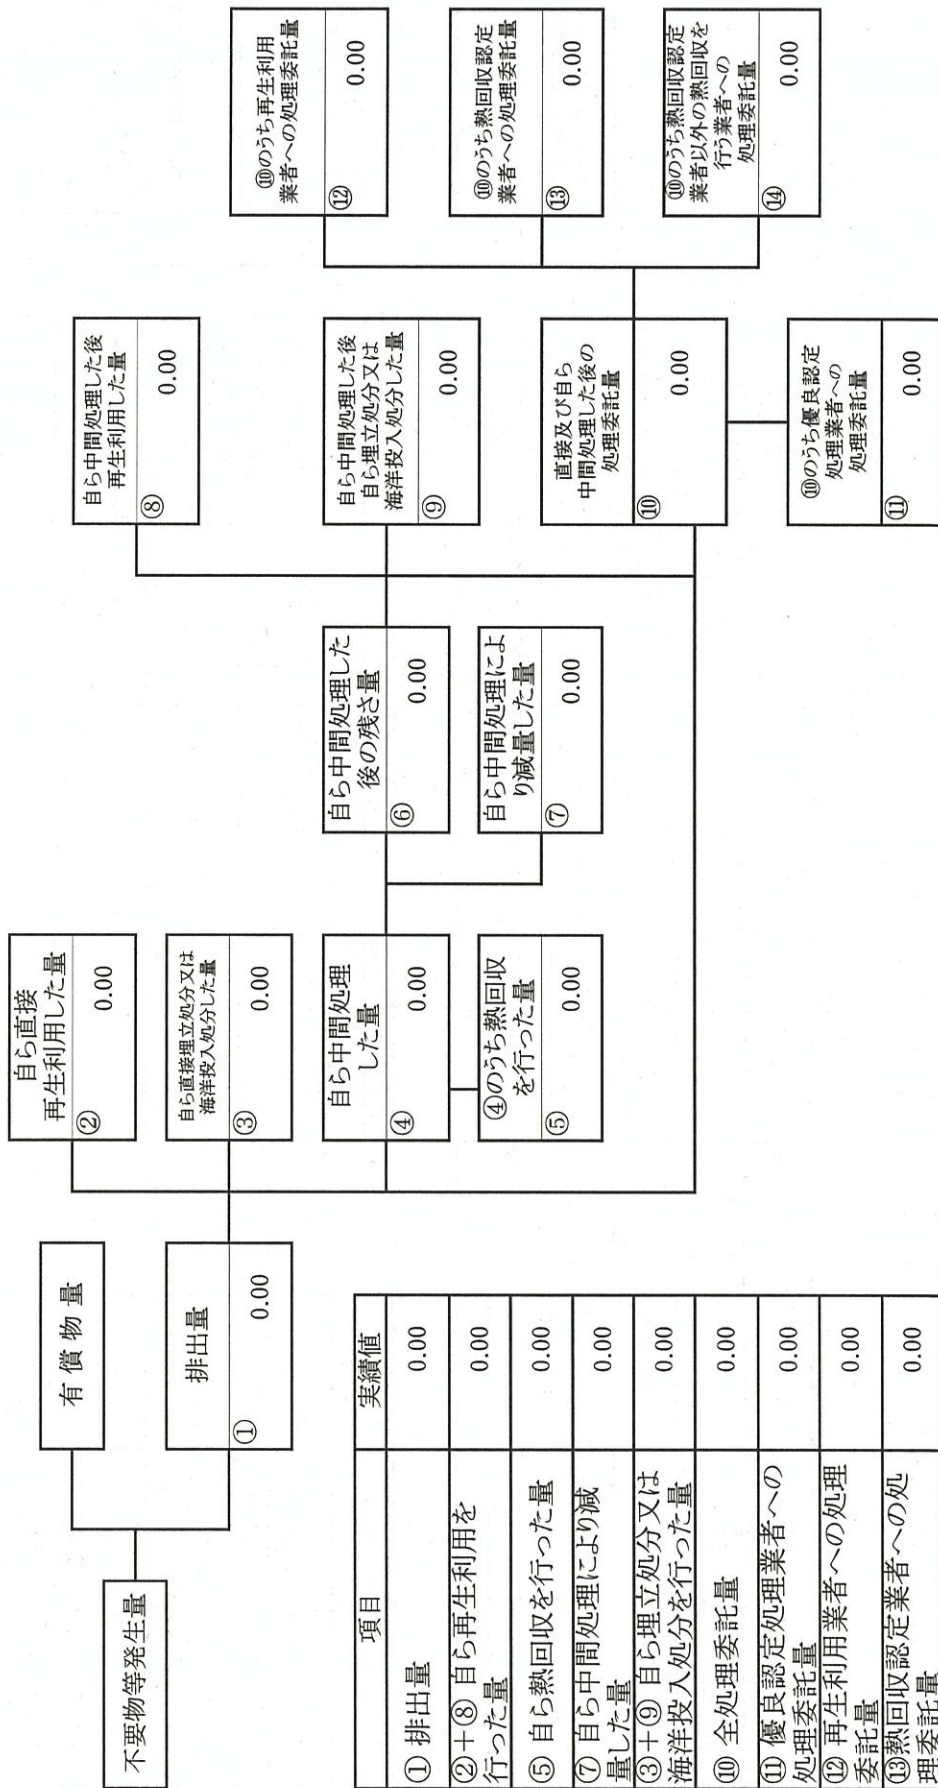 不要物等発生量
有償物量
排出量
① 0.00
自ら直接
再生利用した量
② 0.00
自ら直接埋立処分又は
海洋投入処分した量
③ 0.00
自ら中間処理
した量
④ 0.00
④のうち熱回収
を行った量
⑤ 0.00
自ら中間処理した
後の残さ量
⑥ 0.00
自ら中間処理によ
り減量した量
⑦ 0.00
自ら中間処理した後
再生利用した量
⑧ 0.00
自ら中間処理した後
自ら埋立処分又は
海洋投入処分した量
⑨ 0.00
直接及び自ら
中間処理した後の
処理委託量
⑩ 0.00
⑩のうち優良認定
処理業者への
処理委託量
⑪ 0.00
⑩のうち再生利用
業者への処理委託量
⑫ 0.00
⑩のうち熱回収認定
業者への処理委託量
⑬ 0.00
⑩のうち熱回収認定
業者以外の熱回収を
行う業者への
処理委託量
⑭ 0.00
項目 実績値
① 排出量 0.00
②+⑧ 自ら再生利用を
行った量 0.00
⑤ 自ら熱回収を行った量 0.00
⑦ 自ら中間処理により減
量した量 0.00
③+⑨ 自ら埋立処分又は
海洋投入処分を行った量 0.00
⑩ 全処理委託量 0.00
⑪ 優良認定処理業者への
処理委託量 0.00
⑫ 再生利用業者への処理
委託量 0.00
⑬熱回収認定業者への処
理委託量 0.00